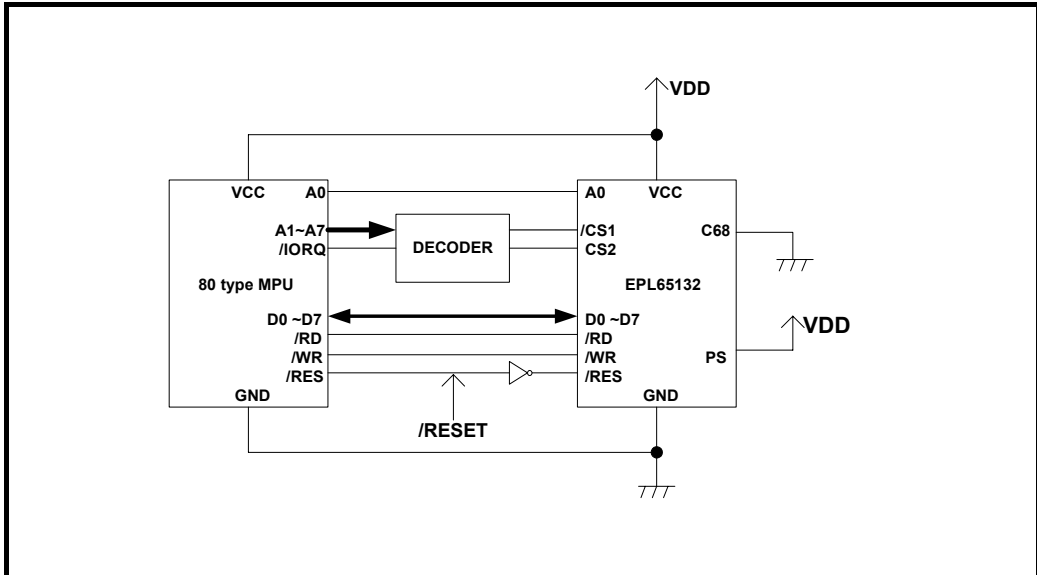 VDD
VCC A0
A0 VCC
A1~A7
/CS1
C68
/IORQ
DECODER
CS2
80 type MPU
EPL65132
D0 ~D7
D0 ~D7
VDD
/RD
/RD
/WR
/WR
PS
/RES
/RES
GND
GND
/RESET